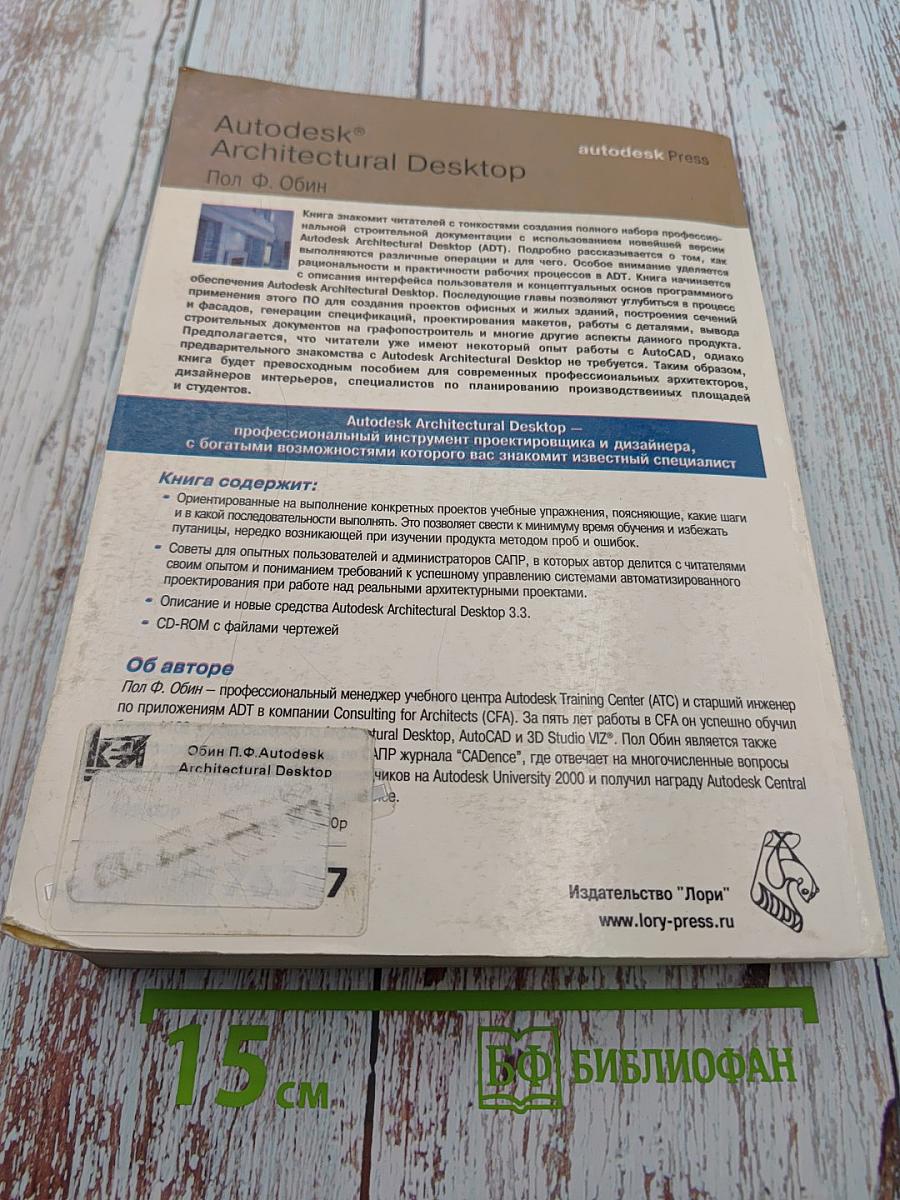 Autodesk®
Architectural Desktop
autodesk Press
Пол Ф. Обин
Книга знакомит читателей с тонкостями создания полного набора профессио-
нальной строительной документации с использованием новейшей версии
Autodesk Architectural Desktop (ADT). Подробно рассказывается о том, как
выполняются различные операции и для чего. Особое внимание уделяется
рациональности и практичности рабочих процессов в ADT. Книга начинается
с описания интерфейса пользователя и концептуальных основ программного
обеспечения Autodesk Architectural Desktop. Последующие главы позволяют углубиться в процесс
применения этого ПО для создания проектов офисных и жилых зданий, построения сечений
и фасадов, генерации спецификаций, проектирования макетов, работы с деталями, вывода
строительных документов на графопостроитель и многие другие аспекты данного продукта.
Предполагается, что читатели уже имеют некоторый опыт работы с AutoCAD, однако
предварительного знакомства с Autodesk Architectural Desktop не требуется. Таким образом,
книга будет превосходным пособием для современных профессиональных архитекторов,
дизайнеров интерьеров, специалистов по планированию производственных площадей
и студентов.
Autodesk Architectural Desktop —
профессиональный инструмент проектировщика и дизайнера,
с богатыми возможностями которого вас знакомит известный специалист
Книга содержит:
• Ориентированные на выполнение конкретных проектов учебные упражнения, поясняющие, какие шаги
и в какой последовательности выполнять. Это позволяет свести к минимуму время обучения и избежать
путаницы, нередко возникающей при изучении продукта методом проб и ошибок.
• Советы для опытных пользователей и администраторов САПР, в которых автор делится с читателями
своим опытом и пониманием требований к успешному управлению системами автоматизированного
проектирования при работе над реальными архитектурными проектами.
• Описание и новые средства Autodesk Architectural Desktop 3.3.
• CD-ROM с файлами чертежей
Об авторе
Пол Ф. Обин – профессиональный менеджер учебного центра Autodesk Training Center (ATC) и старший инженер
по приложениям ADT в компании Consulting for Architects (CFA). За пять лет работы в CFA он успешно обучил
tural Desktop, AutoCAD и 3D Studio VIZ®. Пол Обин является также
САПР журнала "CADence", где отвечает на многочисленные вопросы
чиков на Autodesk University 2000 и получил награду Autodesk Central
Обин П.Ф.Autodesk
Architectural Desktop
0р
7
Издательство "Лори"
www.lory-press.ru
ЛОРИ
15 см
БФ БИБЛИОФАН